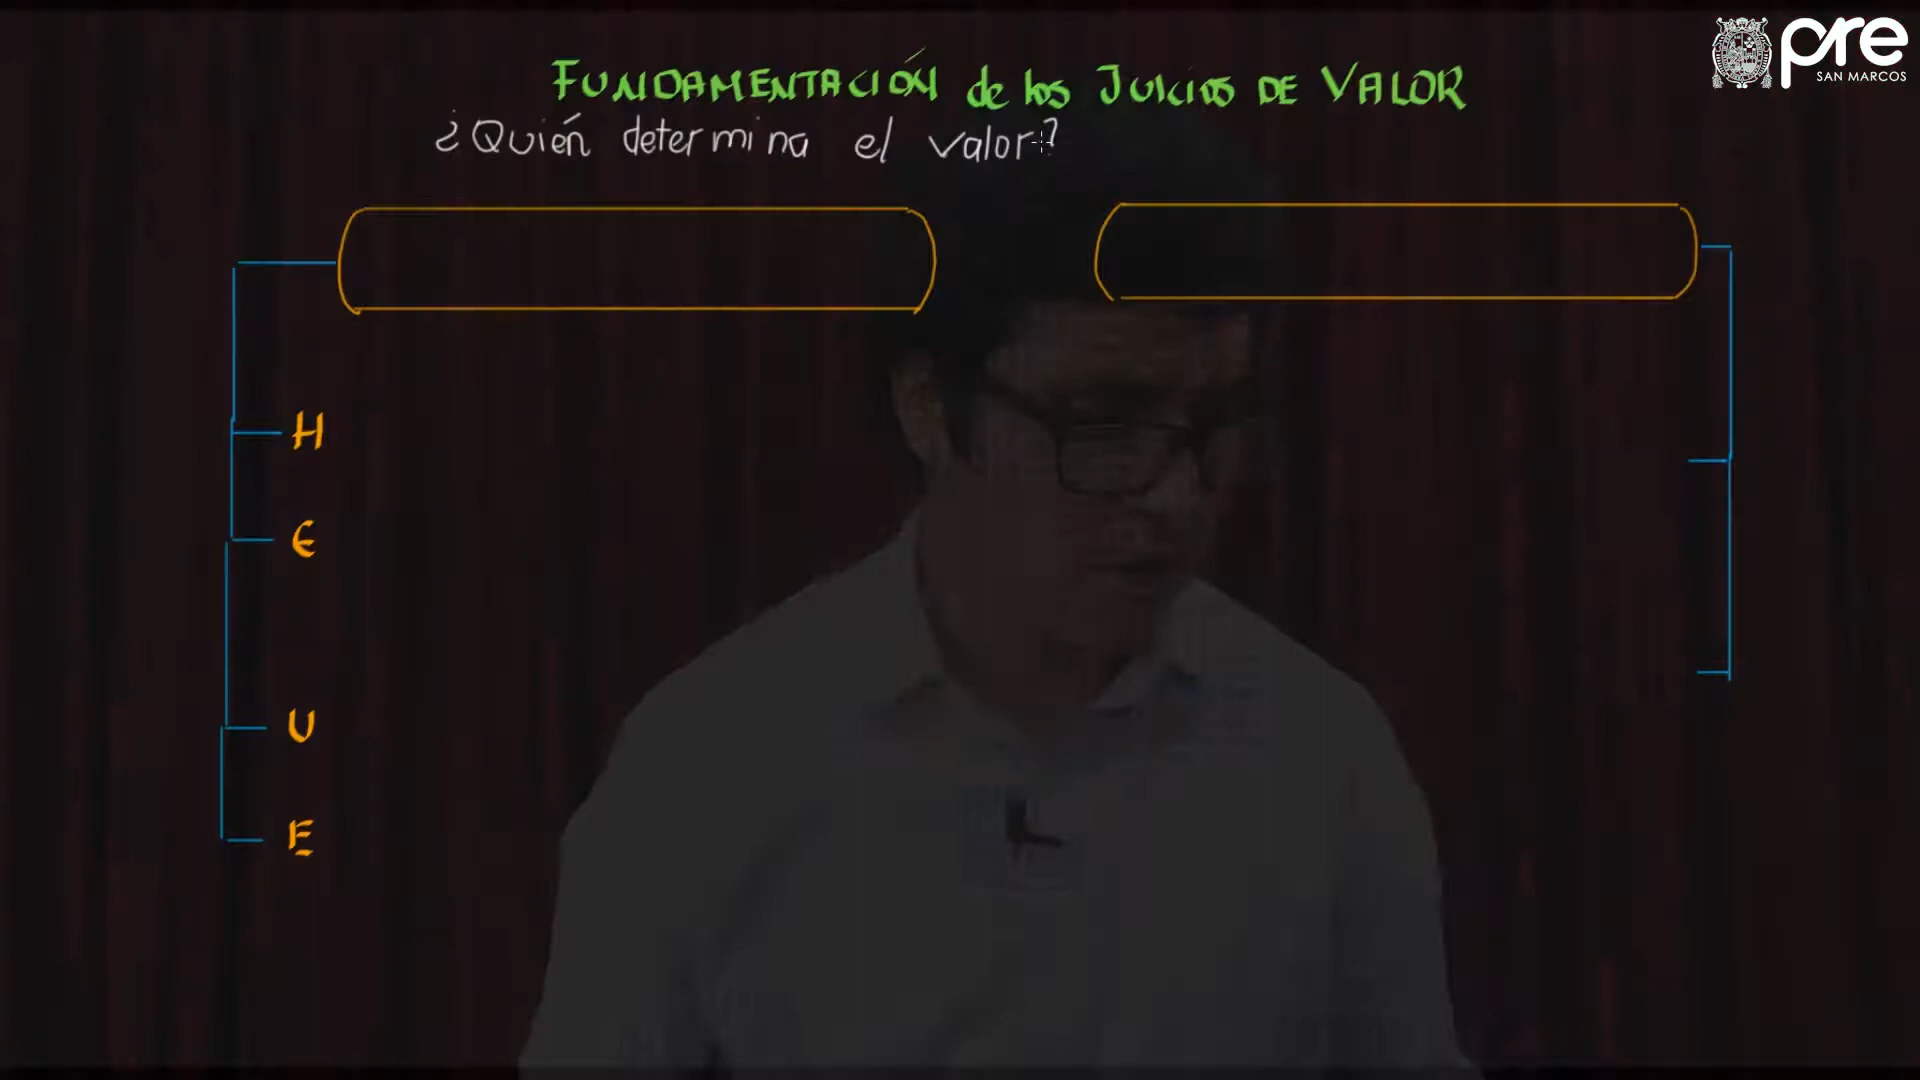 pre
SAN MARCOS
FUNDAMENTACIÓN de los JUICIOS DE VALOR
¿Quién determina el valor?
H
E
U
E